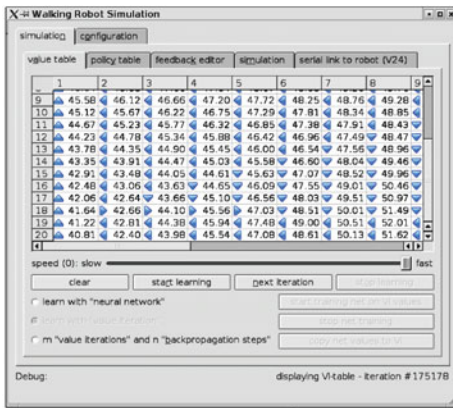 Walking Robot Simulation
simulation configuration
value table policy table feedback editor simulation serial link to robot (V24)
1 2 3 4 5 6 7 8 9
9 45.58 46.12 46.66 47.20 47.72 48.25 48.76 49.28
10 45.12 45.67 46.22 46.75 47.29 47.81 48.34 48.85
11 44.67 45.23 45.77 46.32 46.85 47.38 47.91 48.43
12 44.23 44.78 45.34 45.88 46.42 46.96 47.49 48.47
13 43.78 44.35 44.90 45.45 46.00 46.54 47.56 48.96
14 43.35 43.91 44.47 45.03 45.58 46.60 48.04 49.46
15 42.91 43.48 44.05 44.61 45.63 47.07 48.52 49.96
16 42.48 43.06 43.63 44.65 46.09 47.55 49.01 50.46
17 42.06 42.64 43.66 45.10 46.56 48.03 49.51 50.97
18 41.64 42.66 44.10 45.56 47.03 48.51 50.01 51.49
19 41.22 42.81 44.38 45.94 47.48 49.00 50.51 52.01
20 40.81 42.40 43.98 45.54 47.08 48.61 50.13 51.62
speed (0): slow fast
clear start learning next iteration stop learning
learn with "neural network" start training net on VI values
learn with "value iteration" stop net training
m "value iterations" and n "backpropagation steps" copy net values to VI
Debug: displaying VI-table - iteration #175178